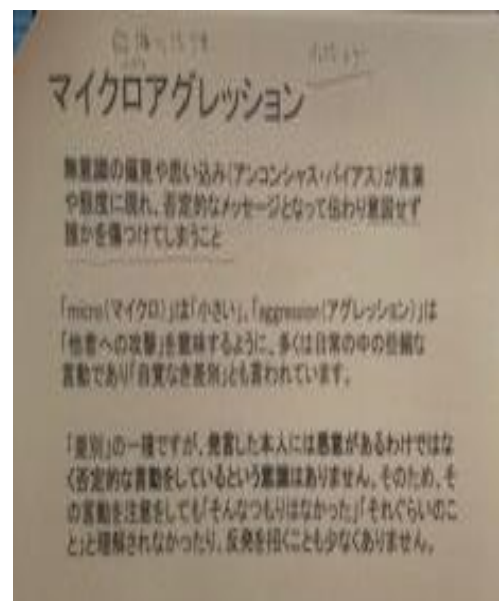 マイクロアグレッション
無意識の偏見や思い込み(アンコンシャス・バイアス)が言葉
や態度に現れ、否定的なメッセージとなって伝わり意図せず
誰かを傷つけてしまうこと
「micro(マイクロ)」は「小さい」、「aggression(アグレッション)」は
「他者への攻撃」を意味するように、多くは日常の中の些細な
言動であり「自覚なき差別」とも言われています。
「差別」の一種ですが、発言した本人には悪意があるわけではな
く否定的な言動をしているという意識はありません。そのため、そ
の言動を注意をしても「そんなつもりはなかった」「それぐらいのこ
と」と理解されなかったり、反発を招くことも少なくありません。